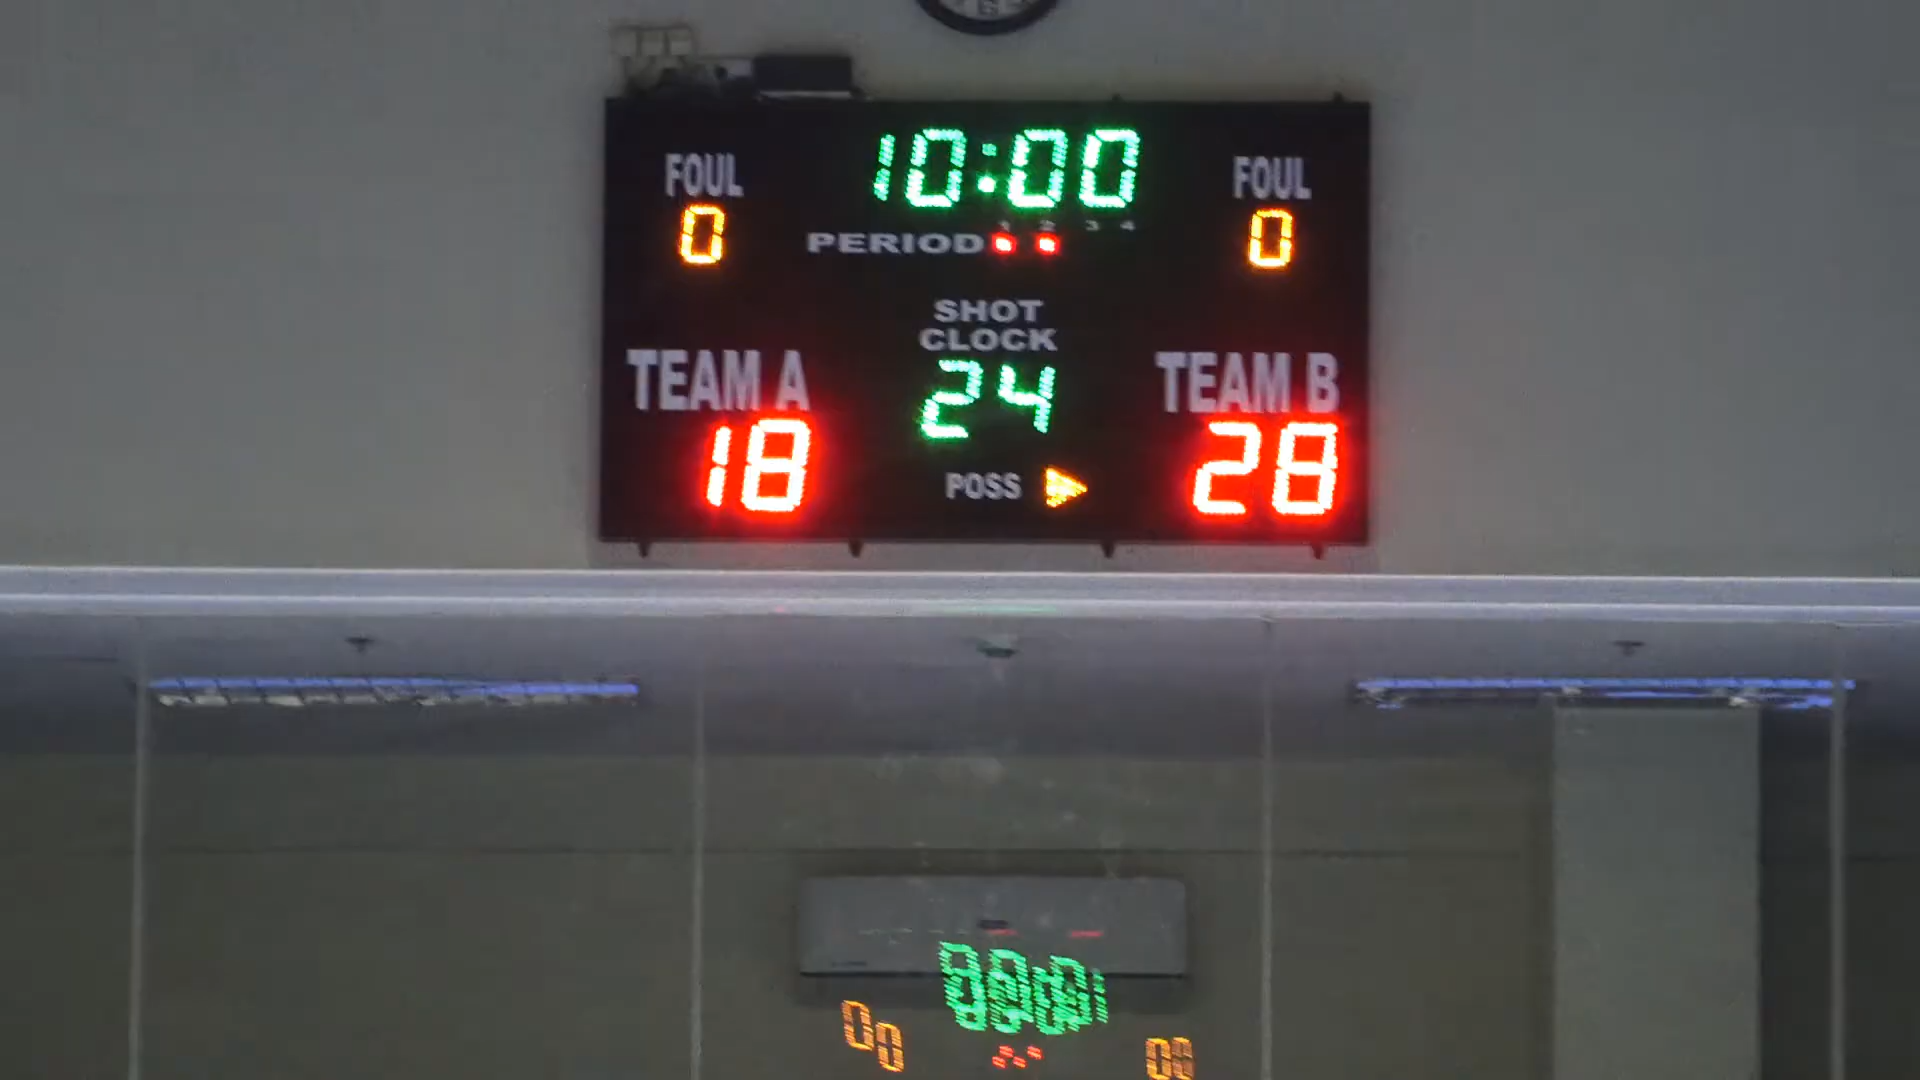 10:00
FOUL
FOUL
0
0
1 2 3 4
PERIOD
SHOT
CLOCK
TEAM A
TEAM B
24
18
28
POSS